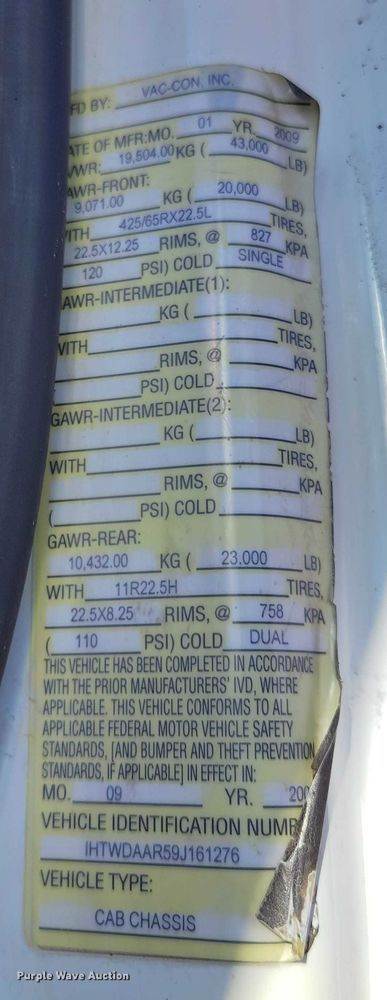 FD BY: VAC-CON, INC.
ATE OF MFR:MO. 01 YR. 2009
VWR: 19,504.00 KG ( 43,000 LB)
AWR-FRONT:
9,071.00 KG ( 20,000 LB)
ITH 425/65RX22.5L TIRES,
22.5X12.25 RIMS, @ 827 KPA
120 PSI) COLD SINGLE
AWR-INTERMEDIATE(1):
KG ( LB)
WITH TIRES,
RIMS, @ KPA
PSI) COLD
GAWR-INTERMEDIATE(2):
KG ( LB)
WITH TIRES,
RIMS, @ KPA
( PSI) COLD
GAWR-REAR:
10,432.00 KG ( 23.000 LB)
WITH 11R22.5H TIRES,
22.5X8.25 RIMS, @ 758 KPA
( 110 PSI) COLD DUAL
THIS VEHICLE HAS BEEN COMPLETED IN ACCORDANCE
WITH THE PRIOR MANUFACTURERS' IVD, WHERE
APPLICABLE. THIS VEHICLE CONFORMS TO ALL
APPLICABLE FEDERAL MOTOR VEHICLE SAFETY
STANDARDS, [AND BUMPER AND THEFT PREVENTION
STANDARDS, IF APPLICABLE] IN EFFECT IN:
MO. 09 YR. 200
VEHICLE IDENTIFICATION NUMB
IHTWDAAR59J161276
VEHICLE TYPE:
CAB CHASSIS
Purple Wave Auction